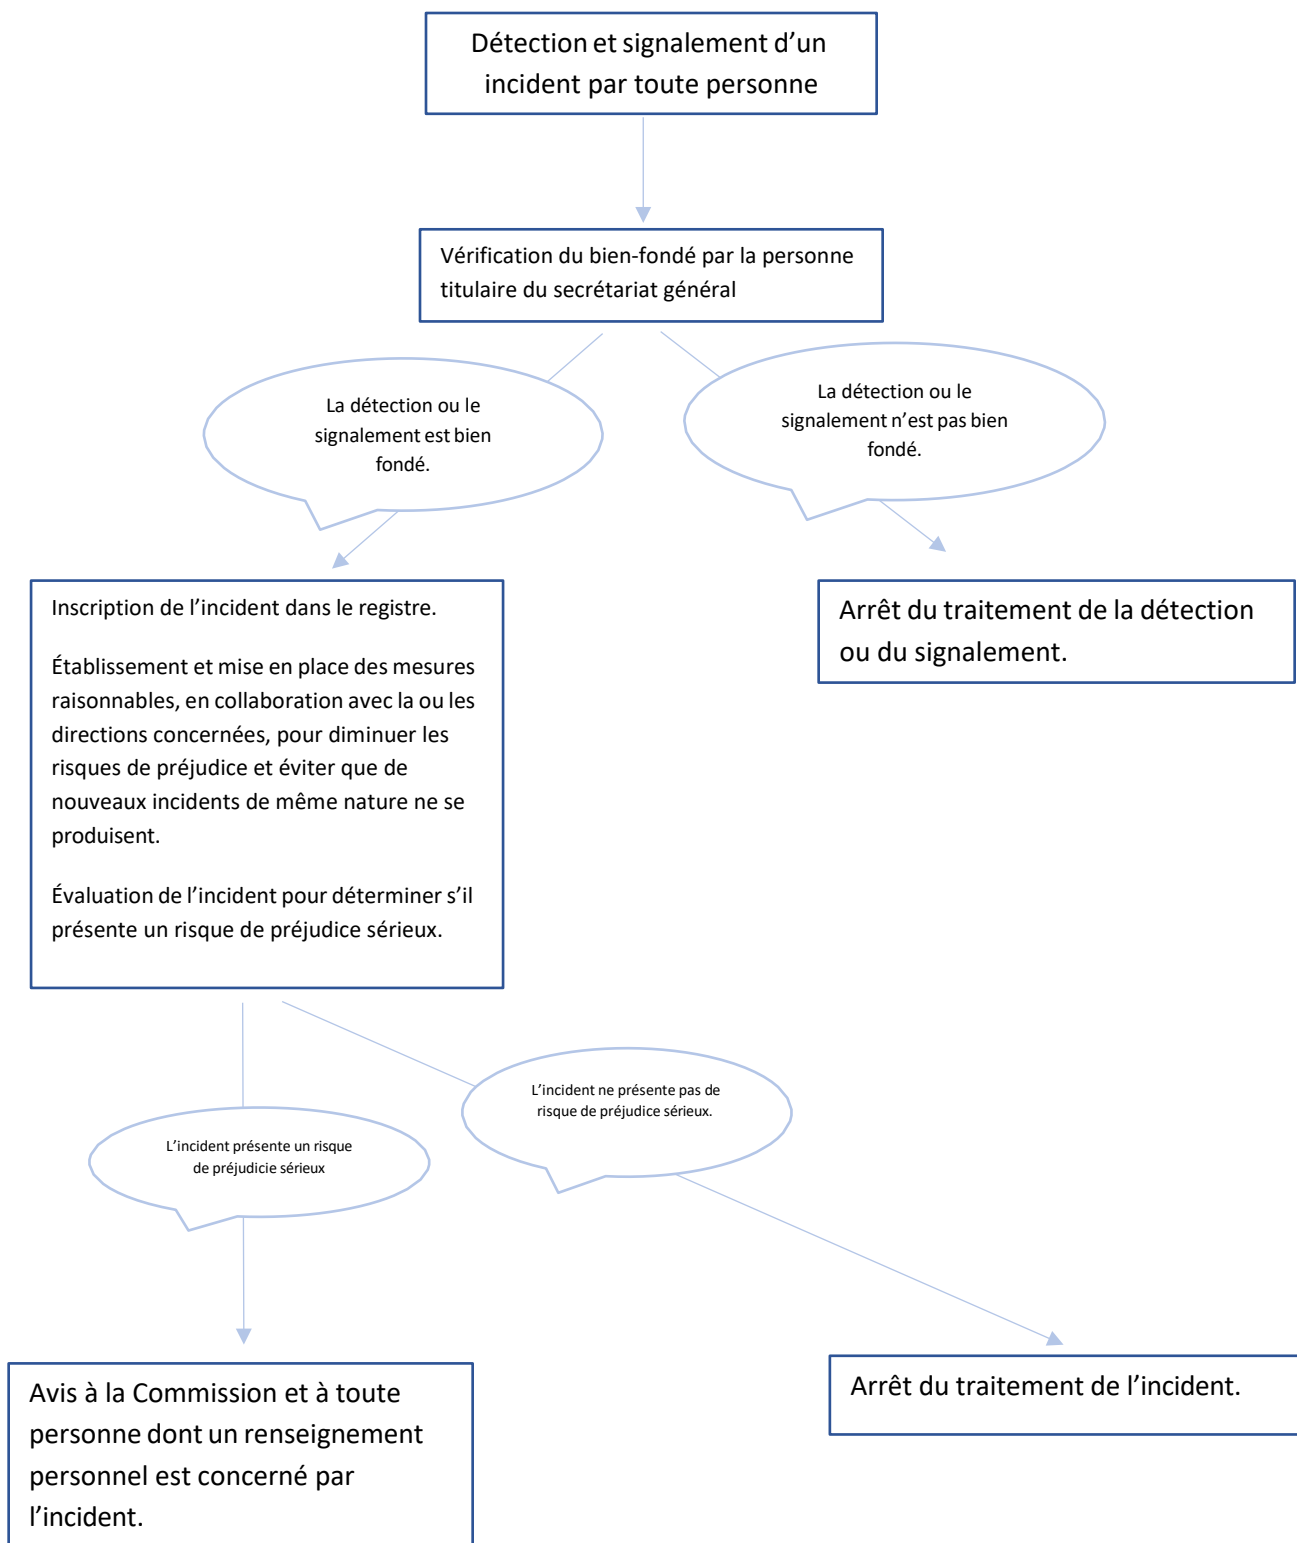 Détection et signalement d’un
incident par toute personne
Vérification du bien-fondé par la personne
titulaire du secrétariat général
La détection ou le
signalement est bien
fondé.
La détection ou le
signalement n’est pas bien
fondé.
Inscription de l’incident dans le registre.
Établissement et mise en place des mesures
raisonnables, en collaboration avec la ou les
directions concernées, pour diminuer les
risques de préjudice et éviter que de
nouveaux incidents de même nature ne se
produisent.
Évaluation de l’incident pour déterminer s’il
présente un risque de préjudice sérieux.
Arrêt du traitement de la détection
ou du signalement.
L’incident présente un risque
de préjudicie sérieux
L’incident ne présente pas de
risque de préjudice sérieux.
Avis à la Commission et à toute
personne dont un renseignement
personnel est concerné par
l’incident.
Arrêt du traitement de l’incident.